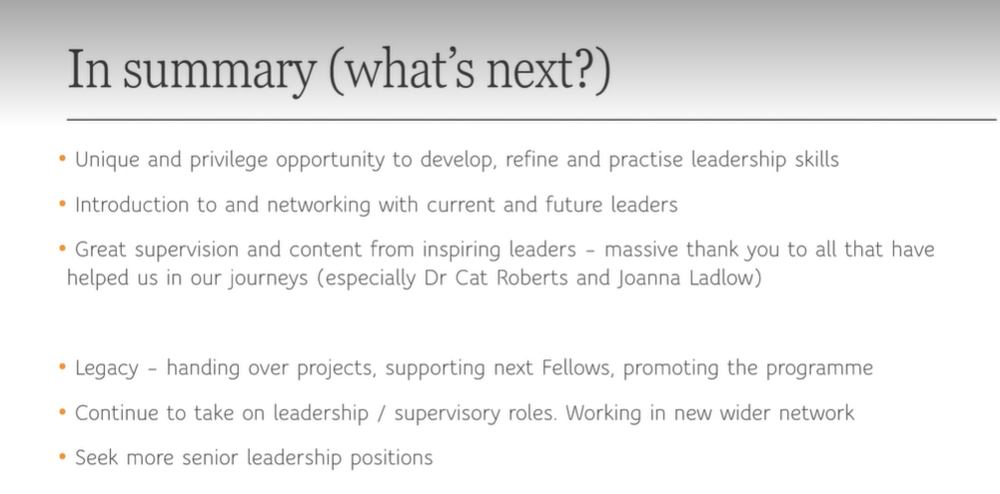 In summary (what's next?)
• Unique and privilege opportunity to develop, refine and practise leadership skills
• Introduction to and networking with current and future leaders
• Great supervision and content from inspiring leaders – massive thank you to all that have
helped us in our journeys (especially Dr Cat Roberts and Joanna Ladlow)
• Legacy – handing over projects, supporting next Fellows, promoting the programme
• Continue to take on leadership / supervisory roles. Working in new wider network
• Seek more senior leadership positions